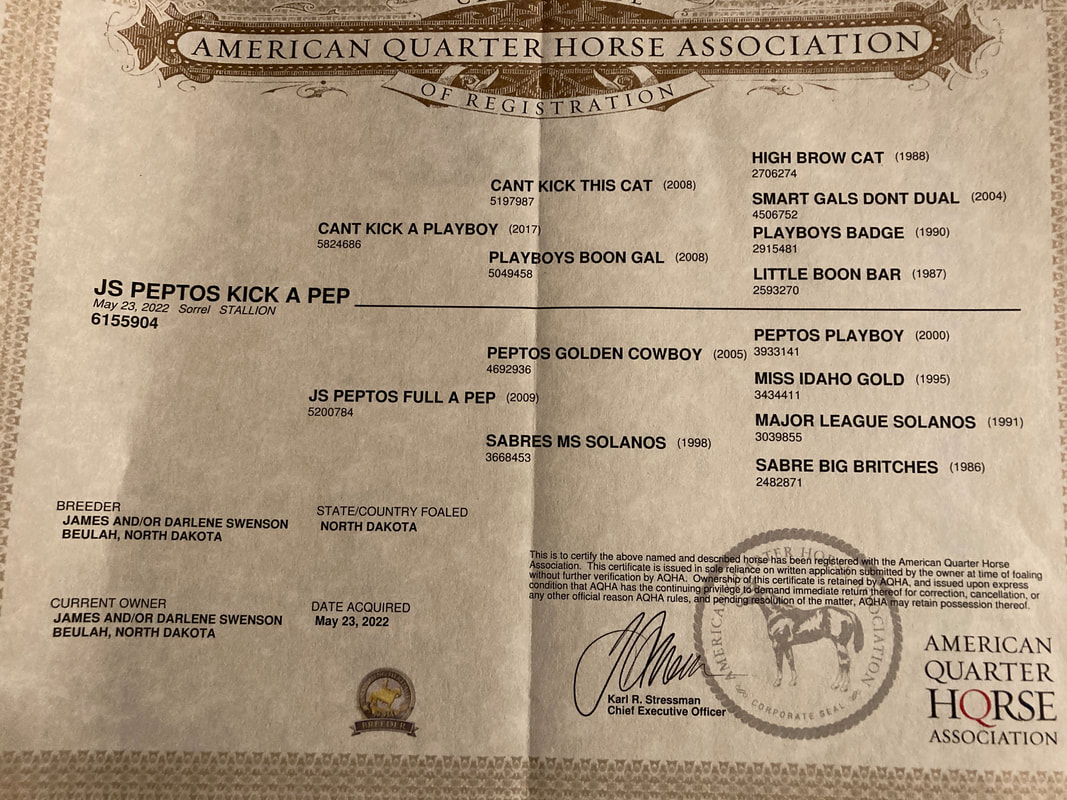 AMERICAN QUARTER HORSE ASSOCIATION
OF REGISTRATION
HIGH BROW CAT (1988)
2706274
CANT KICK THIS CAT (2008)
5197987
SMART GALS DONT DUAL (2004)
4506752
CANT KICK A PLAYBOY (2017)
5824686
PLAYBOYS BADGE (1990)
2915481
PLAYBOYS BOON GAL (2008)
5049458
LITTLE BOON BAR (1987)
2593270
JS PEPTOS KICK A PEP
May 23, 2022 Sorrel STALLION
6155904
PEPTOS PLAYBOY (2000)
3933141
PEPTOS GOLDEN COWBOY (2005)
4692936
MISS IDAHO GOLD (1995)
3434411
JS PEPTOS FULL A PEP (2009)
5200784
MAJOR LEAGUE SOLANOS (1991)
3039855
SABRES MS SOLANOS (1998)
3668453
SABRE BIG BRITCHES (1986)
2482871
BREEDER
JAMES AND/OR DARLENE SWENSON
BEULAH, NORTH DAKOTA
STATE/COUNTRY FOALED
NORTH DAKOTA
This is to certify the above named and described horse has been registered with the American Quarter Horse
Association. This certificate is issued in sole reliance on written application submitted by the owner at time of foaling
without further verification by AQHA. Ownership of this certificate is retained by AQHA, and issued upon express
condition that AQHA has the continuing privilege to demand immediate return thereof for correction, cancellation, or
any other official reason AQHA rules, and pending resolution of the matter, AQHA may retain possession thereof.
CURRENT OWNER
JAMES AND/OR DARLENE SWENSON
BEULAH, NORTH DAKOTA
DATE ACQUIRED
May 23, 2022
Karl R. Stressman
Chief Executive Officer
CORPORATE SEAL
BREEDER
AMERICAN
QUARTER
HORSE
ASSOCIATION